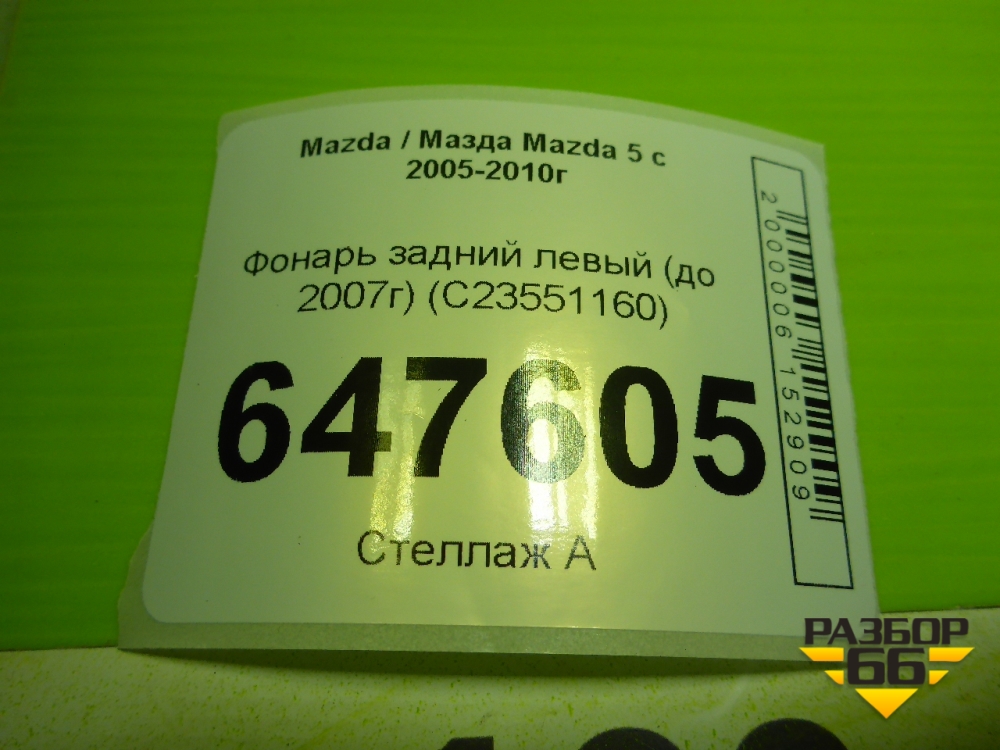 Mazda / Мазда Mazda 5 с
2005-2010г
Фонарь задний левый (до
2007г) (C23551160)
647605
Стеллаж А
2000006152909
РАЗБОР
66